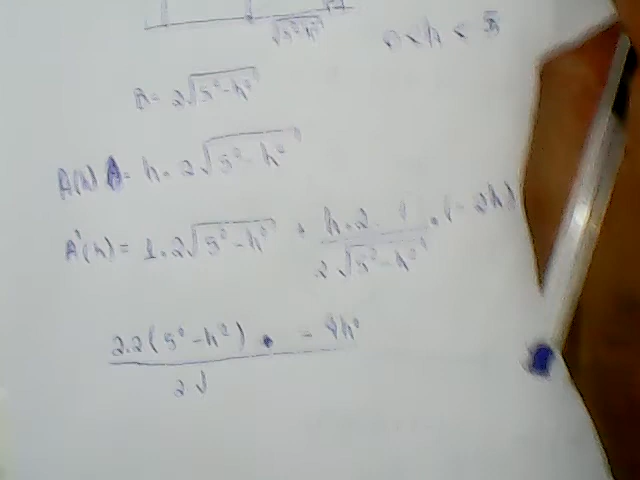 √5²-h²
0 < h < 5
B = 2√5²-h²
A(h) = h · 2√5²-h²
A'(h) = 1 · 2√5²-h² + h·2·1/2√5²-h² · (-2h)
2·2(5²-h²) - 4h²
2√